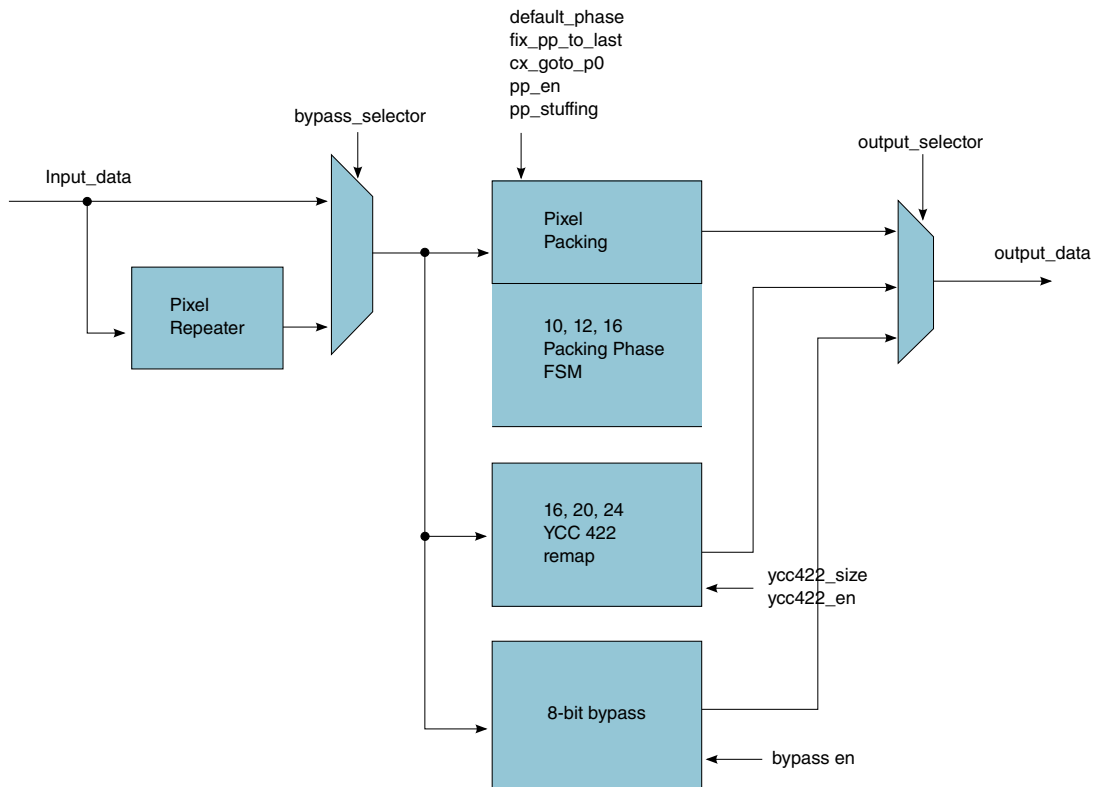 default_phase
fix_pp_to_last
cx_goto_p0
pp_en
pp_stuffing
bypass_selector
output_selector
Input_data
Pixel
Packing
output_data
Pixel
Repeater
10, 12, 16
Packing Phase
FSM
16, 20, 24
YCC 422
remap
ycc422_size
ycc422_en
8-bit bypass
bypass en